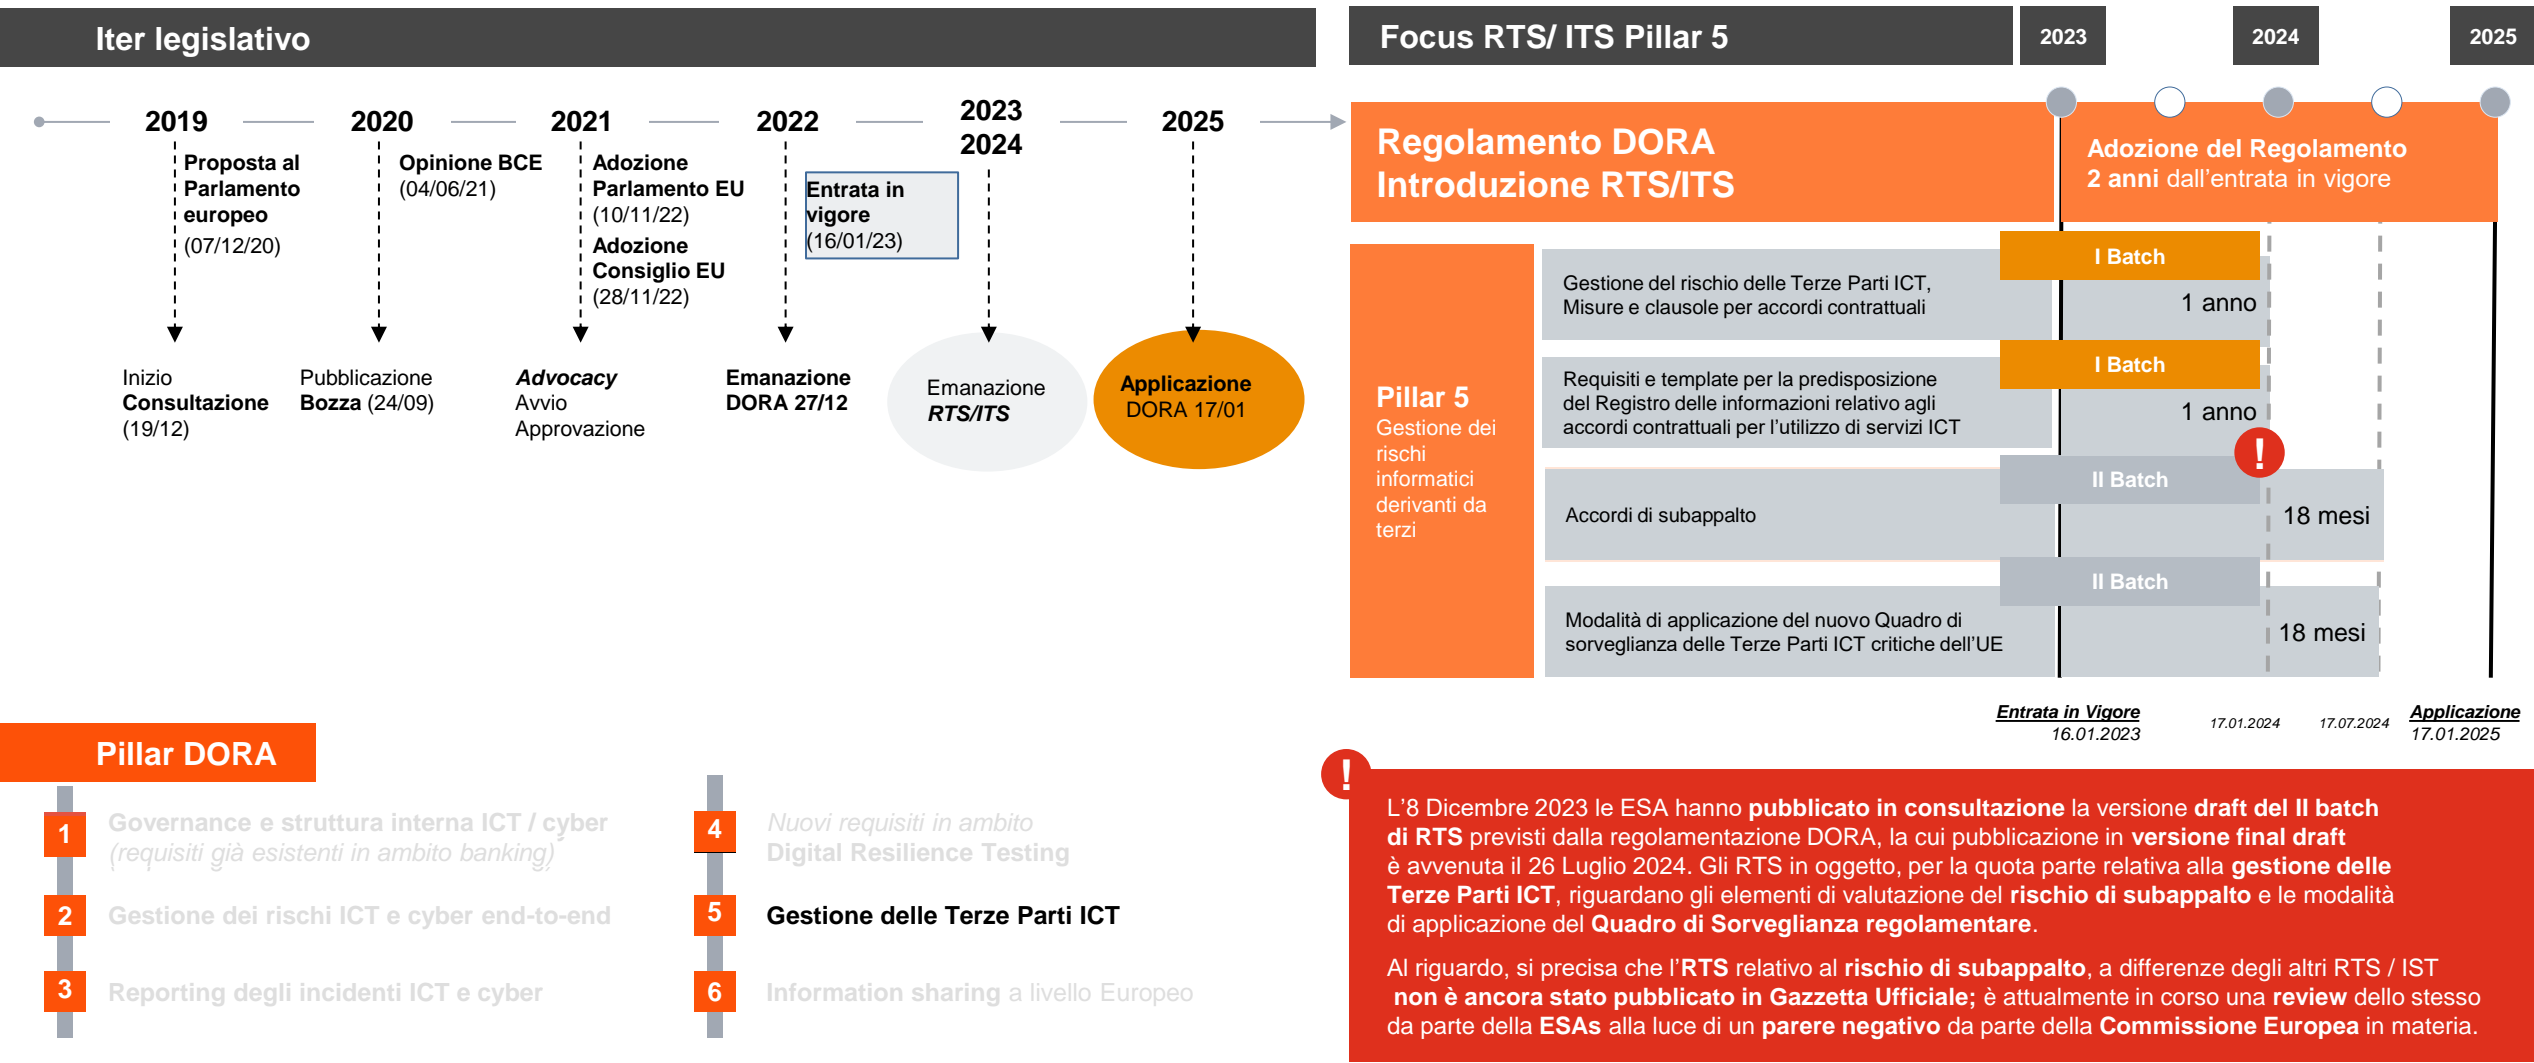 Iter legislativo
2019
2020
2021
2022
2023
2024
2025
Proposta al
Parlamento
europeo
(07/12/20)
Opinione BCE
(04/06/21)
Adozione
Parlamento EU
(10/11/22)
Adozione
Consiglio EU
(28/11/22)
Entrata in
vigore
(16/01/23)
Inizio
Consultazione
(19/12)
Pubblicazione
Bozza (24/09)
Advocacy
Avvio
Approvazione
Emanazione
DORA 27/12
Emanazione
RTS/ITS
Applicazione
DORA 17/01
Focus RTS/ ITS Pillar 5
2023
2024
2025
Regolamento DORA
Introduzione RTS/ITS
Adozione del Regolamento
2 anni dall'entrata in vigore
Pillar 5
Gestione dei
rischi
informatici
derivanti da
terzi
Gestione del rischio delle Terze Parti ICT,
Misure e clausole per accordi contrattuali
I Batch
1 anno
Requisiti e template per la predisposizione
del Registro delle informazioni relativo agli
accordi contrattuali per l'utilizzo di servizi ICT
I Batch
1 anno
!
Accordi di subappalto
II Batch
18 mesi
Modalità di applicazione del nuovo Quadro di
sorveglianza delle Terze Parti ICT critiche dell'UE
II Batch
18 mesi
Entrata in Vigore
16.01.2023
17.01.2024
17.07.2024
Applicazione
17.01.2025
Pillar DORA
1
Governance e struttura interna ICT / cyber
(requisiti già esistenti in ambito banking)
2
Gestione dei rischi ICT e cyber end-to-end
3
Reporting degli incidenti ICT e cyber
4
Nuovi requisiti in ambito
Digital Resilience Testing
5
Gestione delle Terze Parti ICT
6
Information sharing a livello Europeo
!
L'8 Dicembre 2023 le ESA hanno pubblicato in consultazione la versione draft del II batch
di RTS previsti dalla regolamentazione DORA, la cui pubblicazione in versione final draft
è avvenuta il 26 Luglio 2024. Gli RTS in oggetto, per la quota parte relativa alla gestione delle
Terze Parti ICT, riguardano gli elementi di valutazione del rischio di subappalto e le modalità
di applicazione del Quadro di Sorveglianza regolamentare.
Al riguardo, si precisa che l'RTS relativo al rischio di subappalto, a differenze degli altri RTS / IST
non è ancora stato pubblicato in Gazzetta Ufficiale; è attualmente in corso una review dello stesso
da parte della ESAs alla luce di un parere negativo da parte della Commissione Europea in materia.